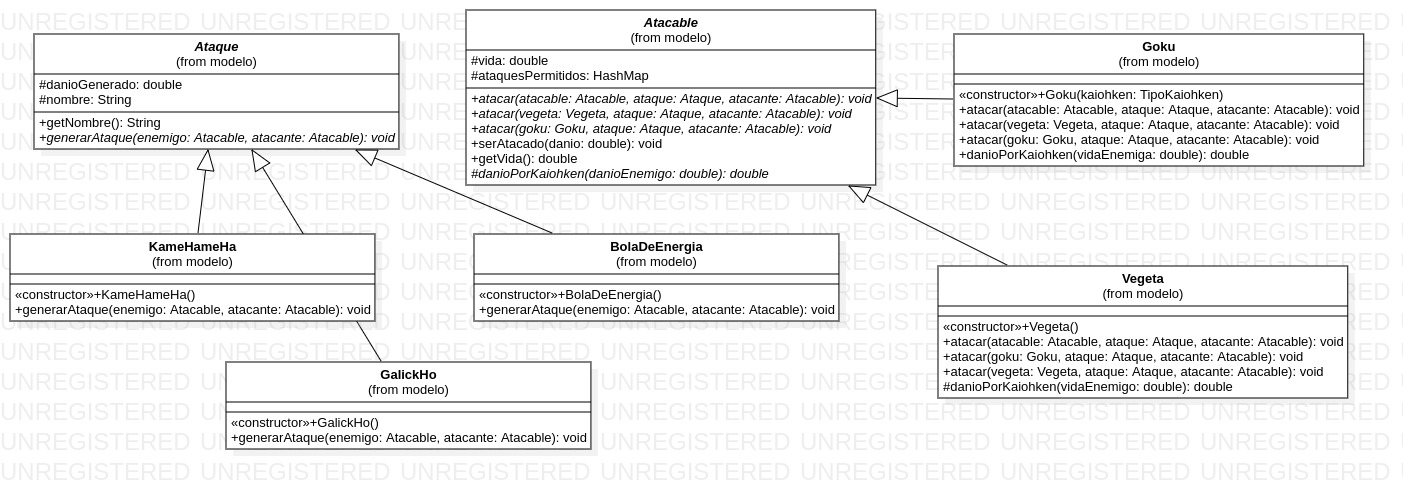 Ataque
(from modelo)
#danioGenerado: double
#nombre: String
+getNombre(): String
+generarAtaque(enemigo: Atacable, atacante: Atacable): void
Atacable
(from modelo)
#vida: double
#ataquesPermitidos: HashMap
+atacar(atacable: Atacable, ataque: Ataque, atacante: Atacable): void
+atacar(vegeta: Vegeta, ataque: Ataque, atacante: Atacable): void
+atacar(goku: Goku, ataque: Ataque, atacante: Atacable): void
+serAtacado(danio: double): void
+getVida(): double
#danioPorKaiohken(danioEnemigo: double): double
Goku
(from modelo)
«constructor»+Goku(kaiohken: TipoKaiohken)
+atacar(atacable: Atacable, ataque: Ataque, atacante: Atacable): void
+atacar(vegeta: Vegeta, ataque: Ataque, atacante: Atacable): void
+atacar(goku: Goku, ataque: Ataque, atacante: Atacable): void
+danioPorKaiohken(vidaEnemiga: double): double
KameHameHa
(from modelo)
«constructor»+KameHameHa()
+generarAtaque(enemigo: Atacable, atacante: Atacable): void
BolaDeEnergia
(from modelo)
«constructor»+BolaDeEnergia()
+generarAtaque(enemigo: Atacable, atacante: Atacable): void
Vegeta
(from modelo)
«constructor»+Vegeta()
+atacar(atacable: Atacable, ataque: Ataque, atacante: Atacable): void
+atacar(goku: Goku, ataque: Ataque, atacante: Atacable): void
+atacar(vegeta: Vegeta, ataque: Ataque, atacante: Atacable): void
#danioPorKaiohken(vidaEnemigo: double): double
GalickHo
(from modelo)
«constructor»+GalickHo()
+generarAtaque(enemigo: Atacable, atacante: Atacable): void